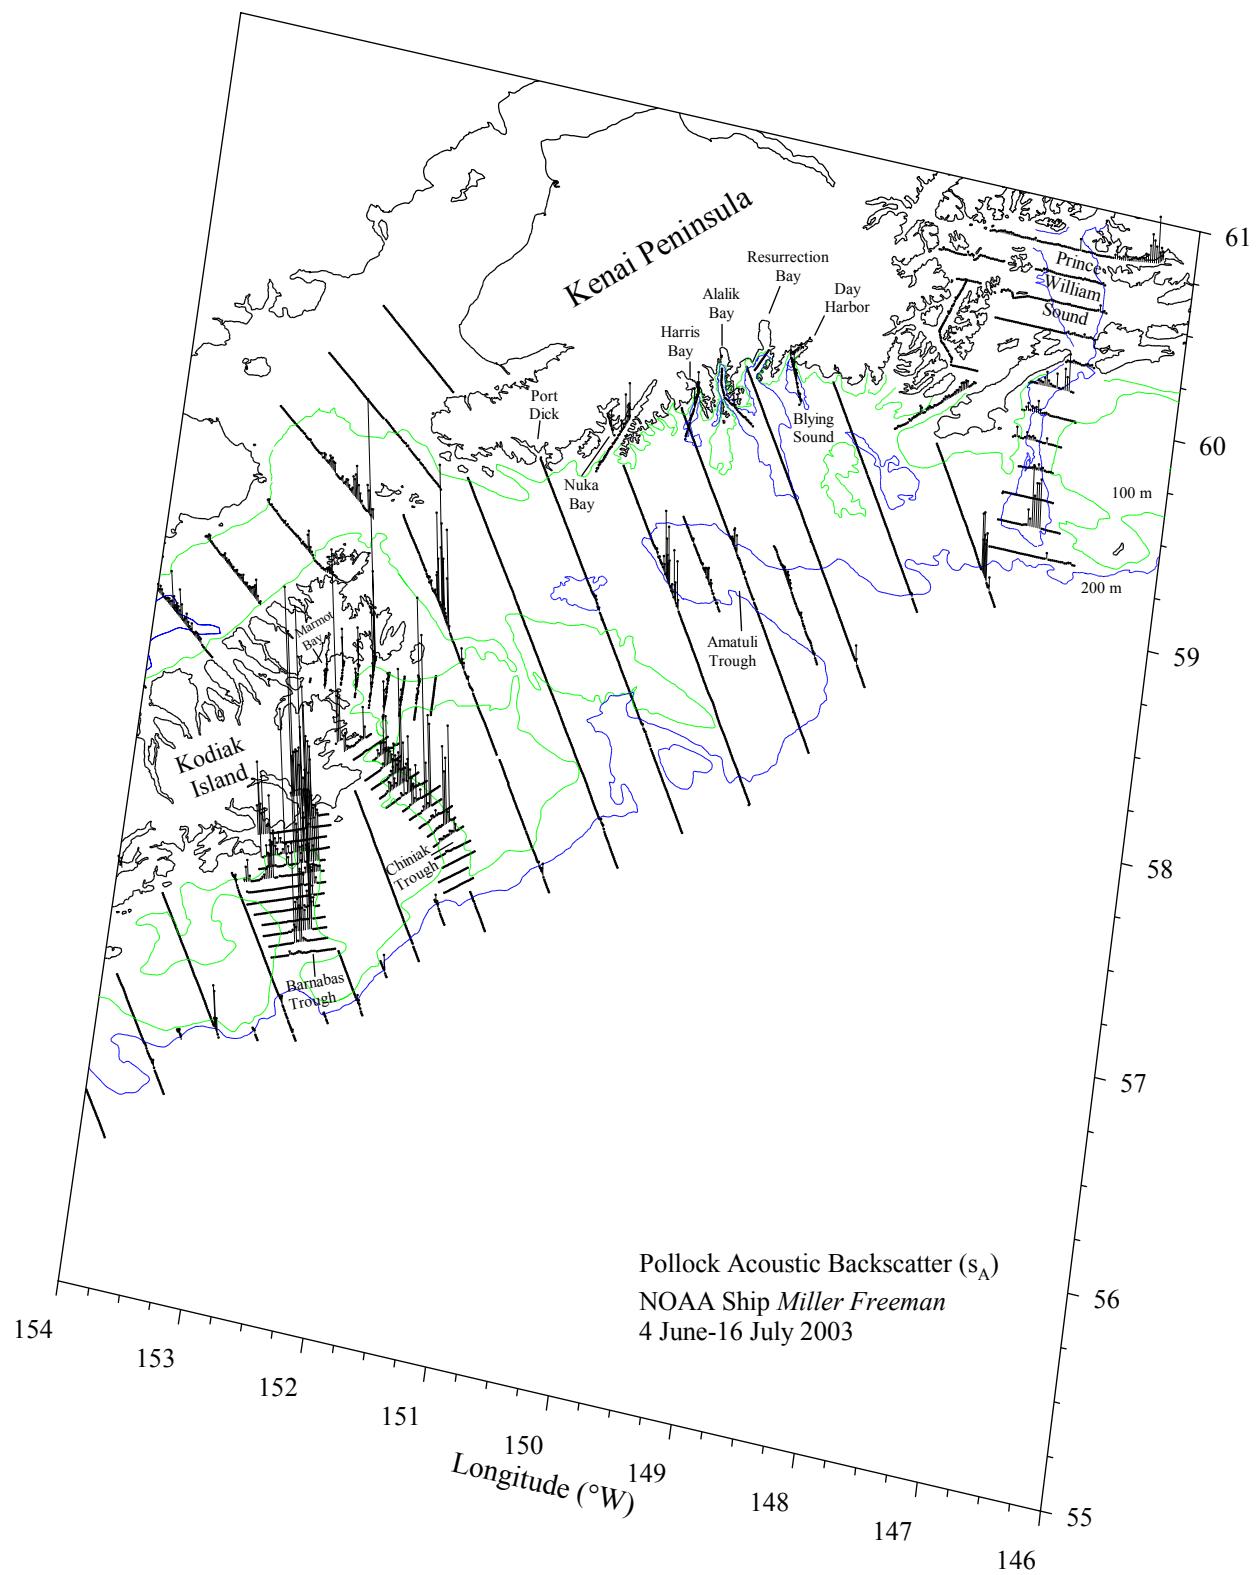 61
Prince
William
Sound
Kenai Peninsula
Resurrection
Bay
Alalik
Bay
Day
Harbor
Harris
Bay
Port
Dick
Blying
Sound
60
Nuka
Bay
100 m
200 m
Marmot
Bay
Amatuli
Trough
59
Kodiak
Island
Chiniak
Trough
58
Barnabas
Trough
57
Pollock Acoustic Backscatter (sA)
NOAA Ship Miller Freeman
4 June-16 July 2003
56
154
153
152
151
150
149
148
147
146
55
Longitude (°W)